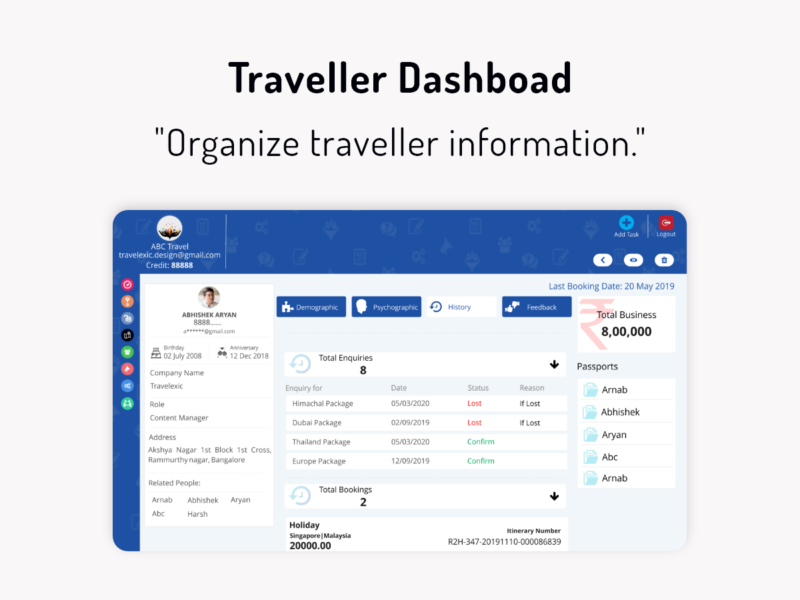 Traveller Dashboad
"Organize traveller information."
ABC Travel
travelexic.design@gmail.com
Credit: 88888
Add Task
Logout
Last Booking Date: 20 May 2019
ABHISHEK ARYAN
8888......
a******@gmail.com
Birthday
02 July 2008
Anniversary
12 Dec 2018
Company Name
Travelexic
Role
Content Manager
Address
Akshya Nagar 1st Block 1st Cross,
Rammurthy nagar, Bangalore
Related People:
Arnab Abhishek Aryan
Abc Harsh
Demographic
Psychographic
History
Feedback
Total Enquiries
8
Enquiry for Date Status Reason
Himachal Package 05/03/2020 Lost If Lost
Dubai Package 02/09/2019 Lost If Lost
Thailand Package 05/03/2020 Confirm
Europe Package 12/09/2019 Confirm
Total Bookings
2
Holiday
Singapore|Malaysia
20000.00
Itinerary Number
R2H-347-20191110-000086839
Total Business
8,00,000
Passports
Arnab
Abhishek
Aryan
Abc
Arnab